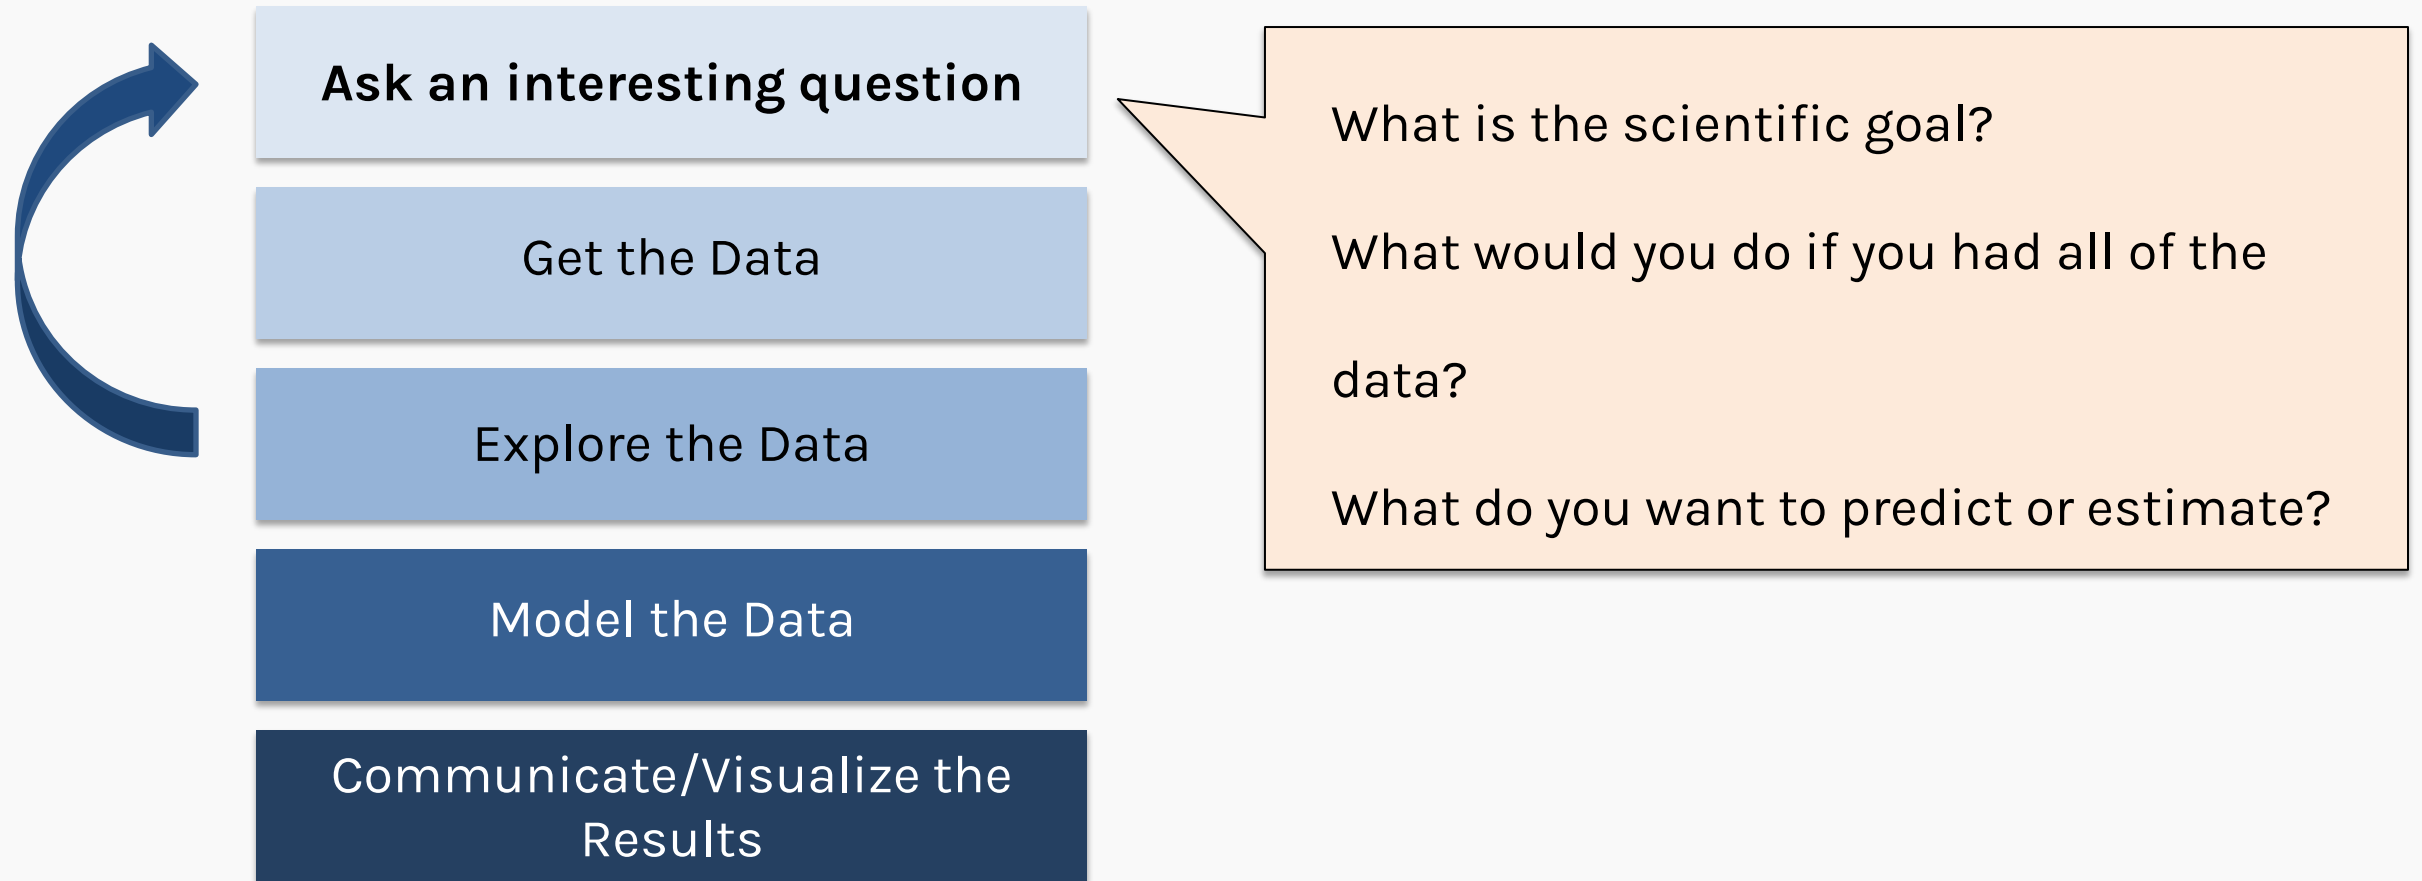 Ask an interesting question
Get the Data
Explore the Data
Model the Data
Communicate/Visualize the
Results
What is the scientific goal?
What would you do if you had all of the
data?
What do you want to predict or estimate?